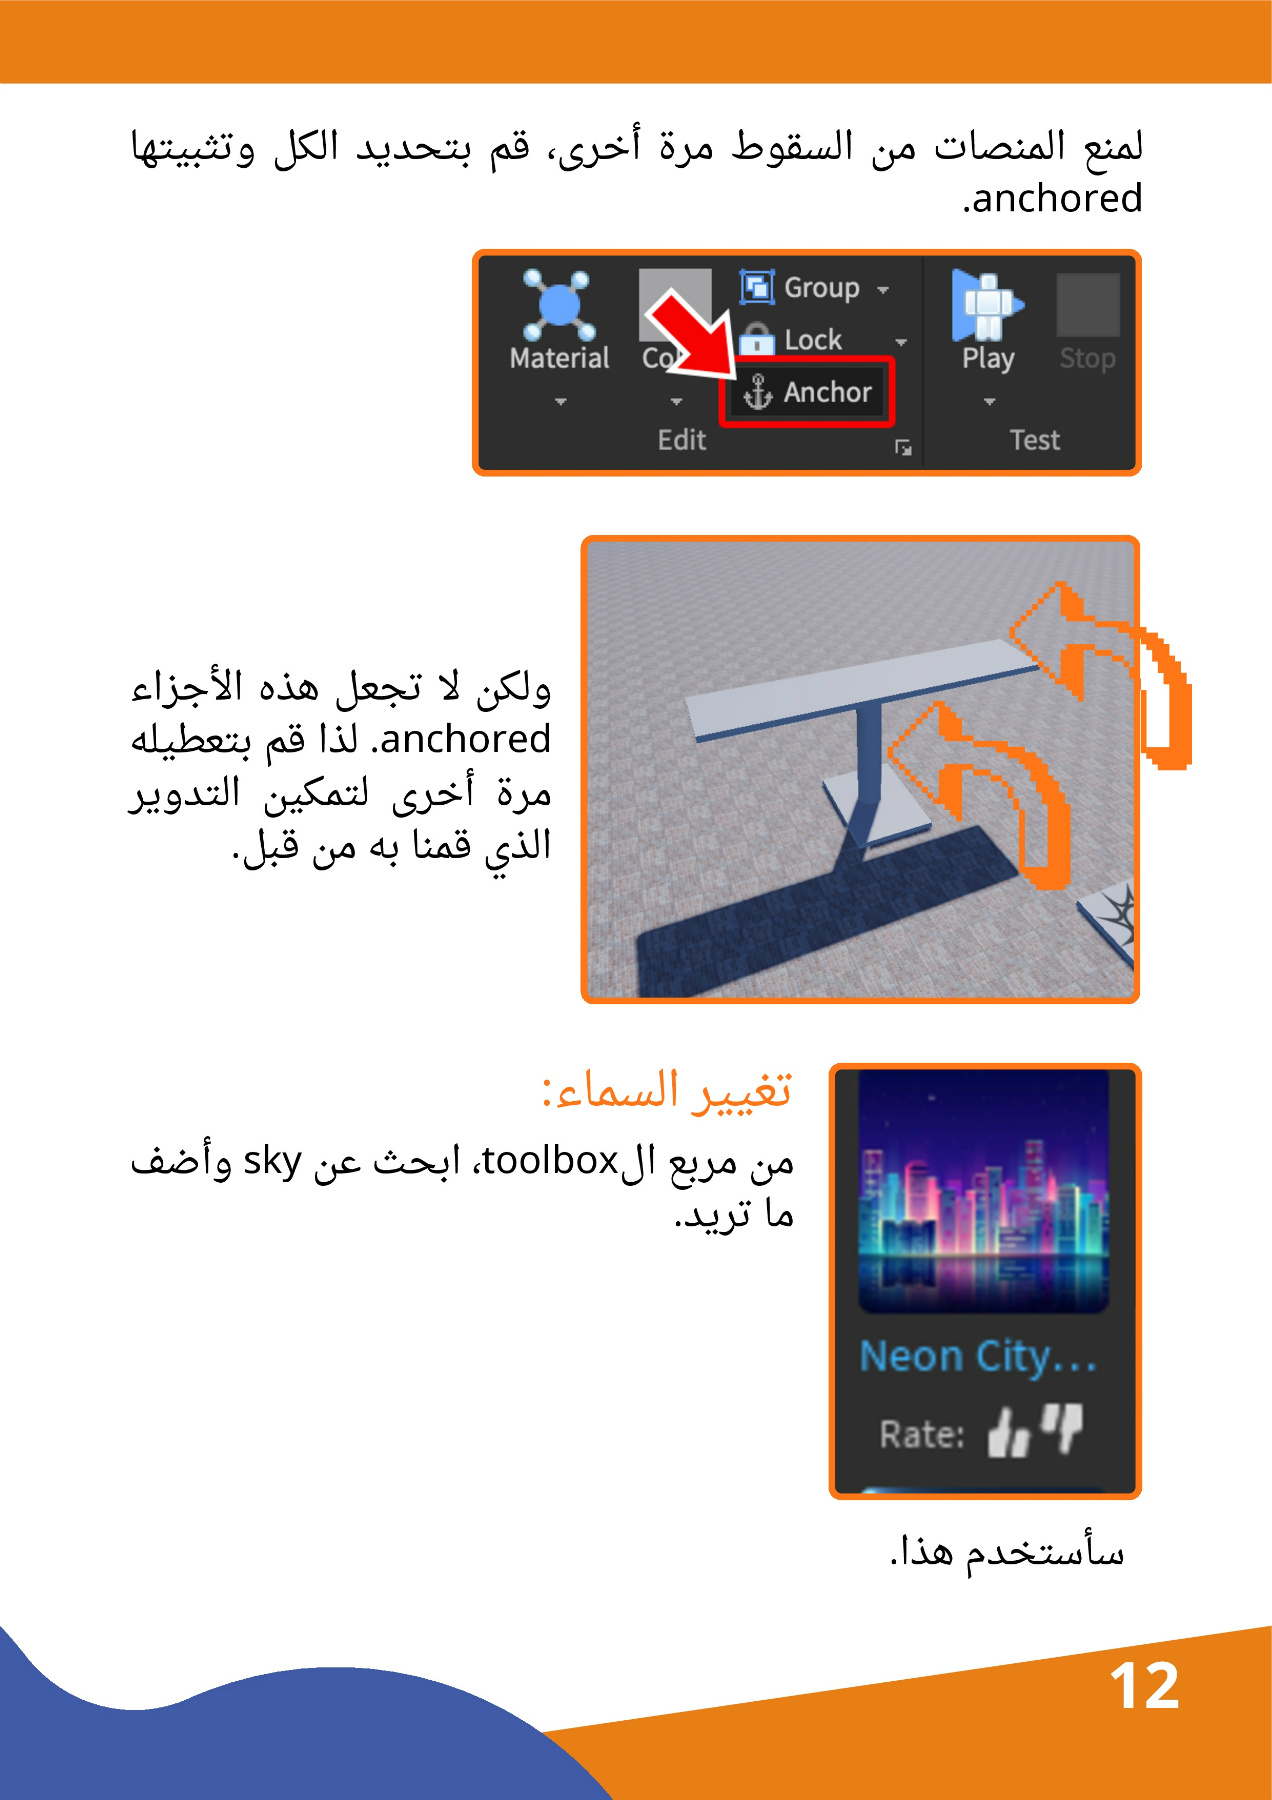 لمنع المنصات من السقوط مرة أخرى، قم بتحديد الكل وتثبيتها
anchored.
Material
Group
Lock
Anchor
Edit
Play
Stop
Test
ولكن لا تجعل هذه الأجزاء
anchored. لذا قم بتعطيله
مرة أخرى لتمكين التدوير
الذي قمنا به من قبل.
تغيير السماء:
من مربع الtoolbox، ابحث عن sky وأضف
ما تريد.
Neon City...
Rate:
سأستخدم هذا.
12